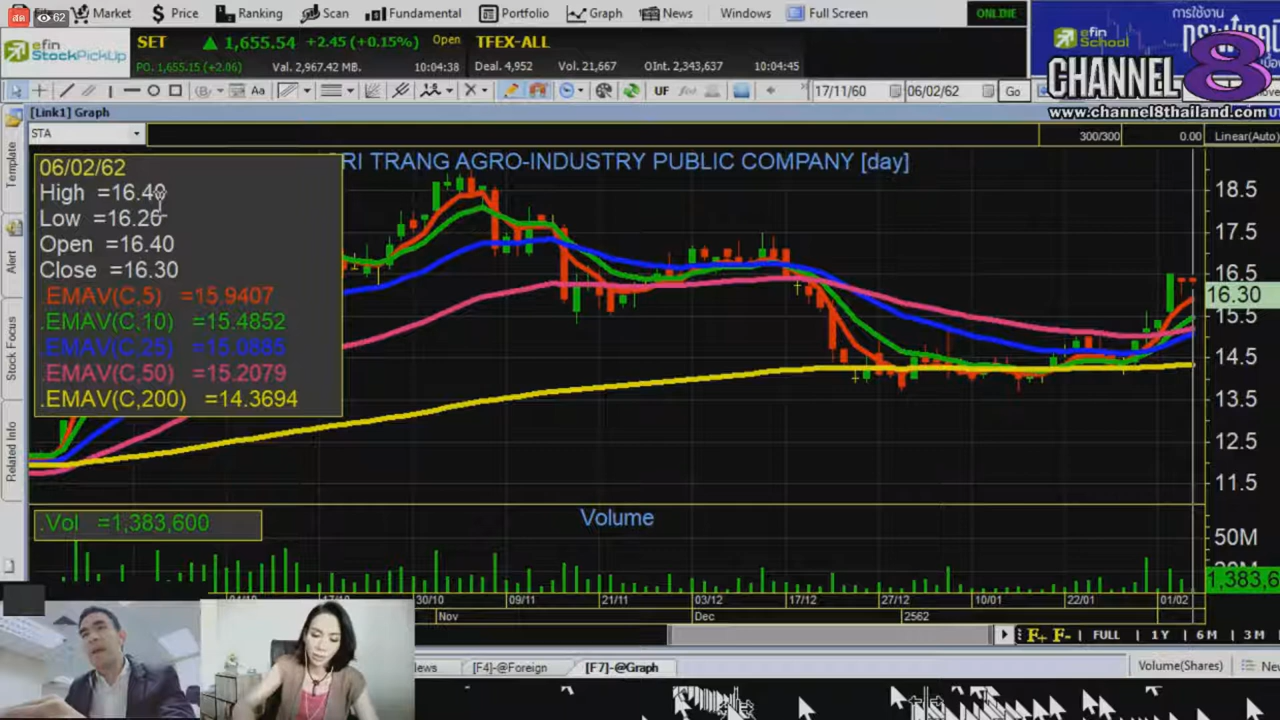 สด 62
Market
Price
Ranking
Scan
Fundamental
Portfolio
Graph
News
Windows
Full Screen
ONLINE
efin
StockPickUp
SET 1,655.54 +2.45 (+0.15%) Open TFEX-ALL
PO. 1,655.15 (+2.06) Val. 2,967.42 MB. 10:04:38 Deal. 4,952 Vol. 21,667 OInt. 2,343,637 10:04:45
การใช้งาน
efin
School
CHANNEL 8
www.channel8thailand.com
Aa
UF
17/11/60
06/02/62
Go
[Link1] Graph
STA
300/300
0.00
Linear(Auto)
Template
Alert
Stock Focus
Related Info
RI TRANG AGRO-INDUSTRY PUBLIC COMPANY [day]
06/02/62
High =16.40
Low =16.20
Open =16.40
Close =16.30
.EMAV(C,5) =15.9407
.EMAV(C,10) =15.4852
.EMAV(C,25) =15.0885
.EMAV(C,50) =15.2079
.EMAV(C,200) =14.3694
18.5
17.5
16.5
16.30
15.5
14.5
13.5
12.5
11.5
.Vol =1,383,600
Volume
50M
1,383,6
17/10
30/10
09/11
21/11
03/12
17/12
27/12
10/01
22/01
01/02
Nov
Dec
2562
F+ F- FULL 1Y 6M 3M
[F4]-@Foreign
[F7]-@Graph
Volume(Shares)